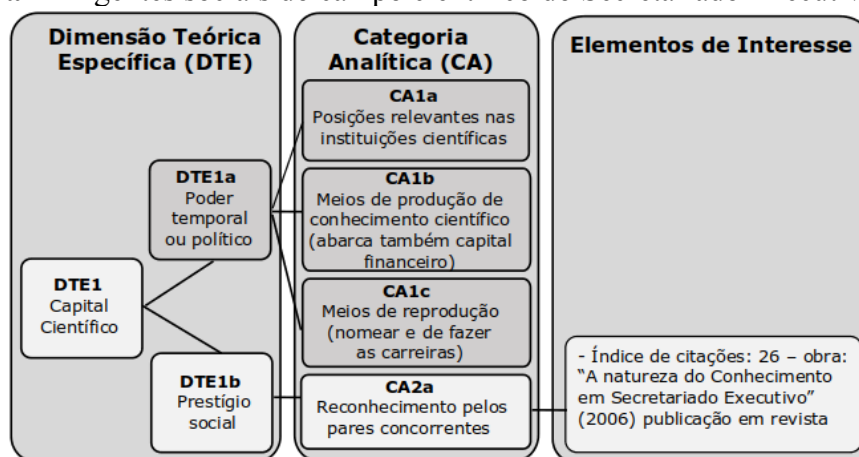 Dimensão Teórica
Específica (DTE)
Categoria
Analítica (CA)
Elementos de Interesse
CA1a
Posições relevantes nas
instituições científicas
DTE1a
Poder
temporal
ou político
CA1b
Meios de produção de
conhecimento científico
(abarca também capital
financeiro)
DTE1
Capital
Científico
CA1c
Meios de reprodução
(nomear e de fazer
as carreiras)
DTE1b
Prestígio
social
CA2a
Reconhecimento pelos
pares concorrentes
- Índice de citações: 26 – obra:
“A natureza do Conhecimento
em Secretariado Executivo”
(2006) publicação em revista